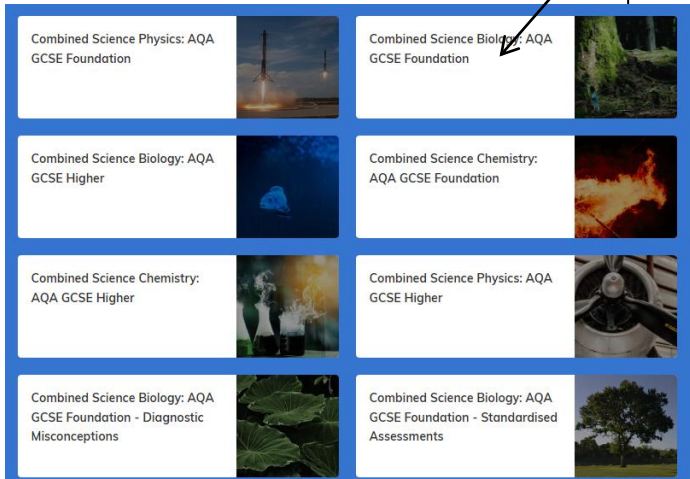 Combined Science Physics: AQA
GCSE Foundation
Combined Science Biology: AQA
GCSE Foundation
Combined Science Biology: AQA
GCSE Higher
Combined Science Chemistry:
AQA GCSE Foundation
Combined Science Chemistry:
AQA GCSE Higher
Combined Science Physics: AQA
GCSE Higher
Combined Science Biology: AQA
GCSE Foundation - Diagnostic
Misconceptions
Combined Science Biology: AQA
GCSE Foundation - Standardised
Assessments